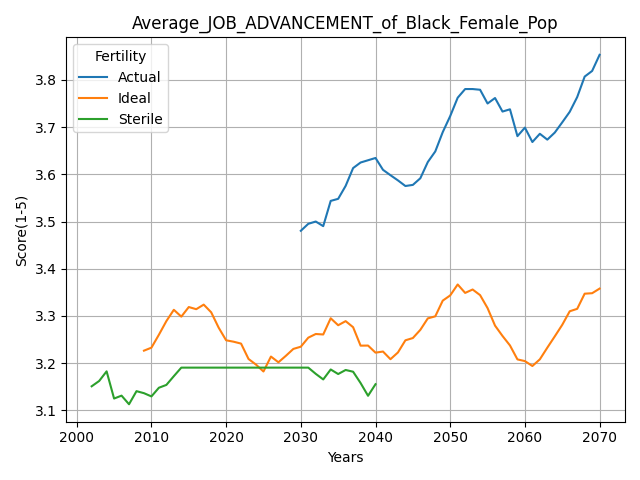 Average_JOB_ADVANCEMENT_of_Black_Female_Pop
Fertility
Actual
Ideal
Sterile
Score(1-5)
3.8
3.7
3.6
3.5
3.4
3.3
3.2
3.1
2000 2010 2020 2030 2040 2050 2060 2070
Years